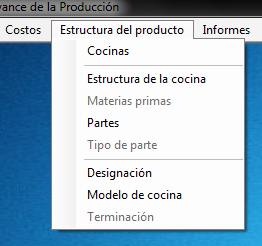 vance de la Producción
Costos Estructura del producto Informes
Cocinas
Estructura de la cocina
Materias primas
Partes
Tipo de parte
Designación
Modelo de cocina
Terminación